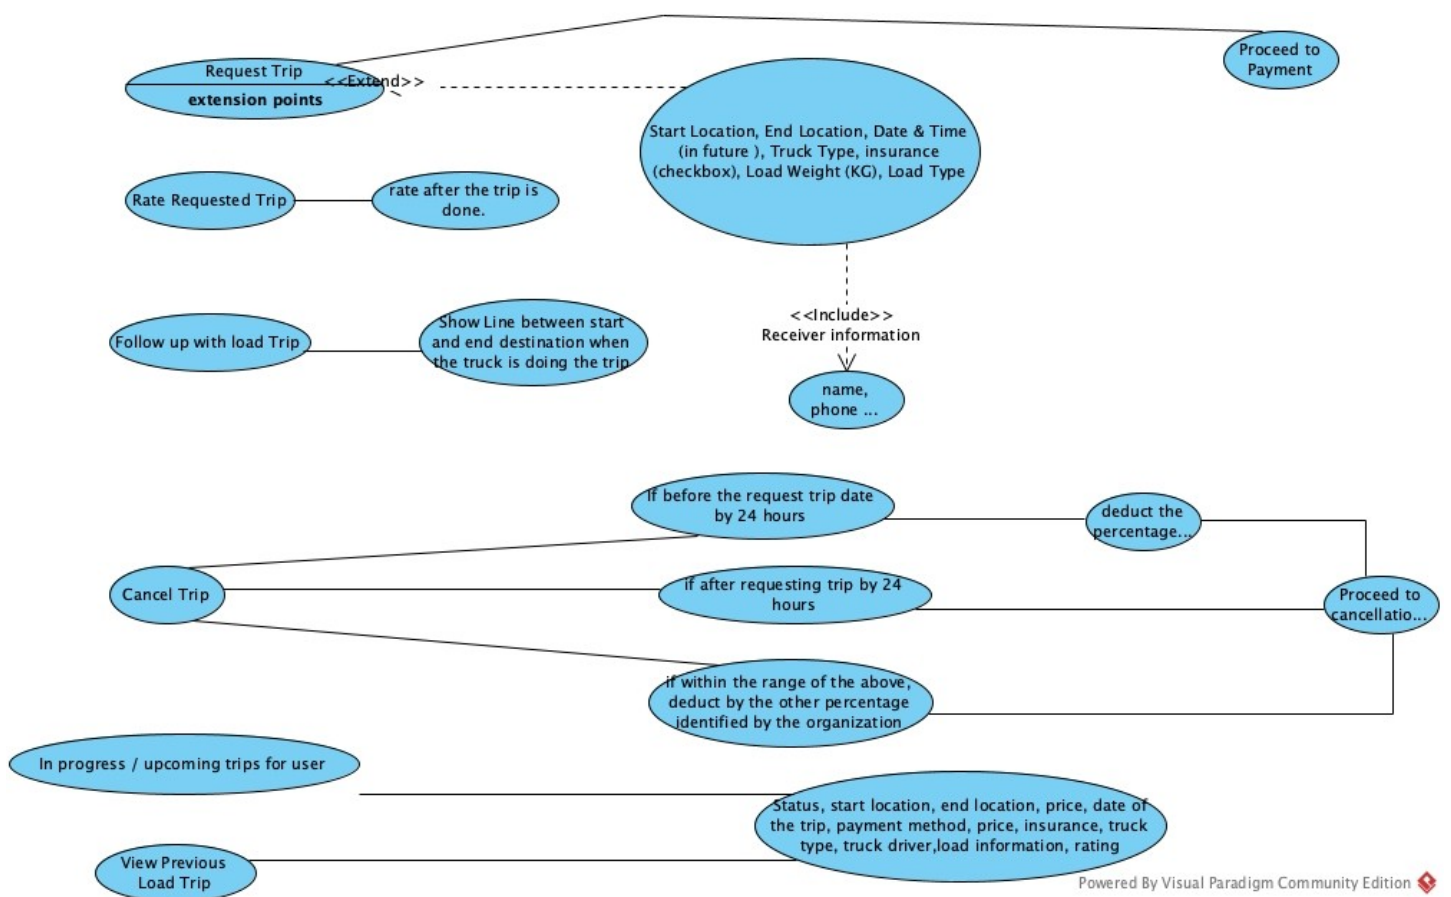 Request Trip
<<Extend>>
extension points
Proceed to
Payment
Start Location, End Location, Date & Time
(in future ), Truck Type, insurance
(checkbox), Load Weight (KG), Load Type
Rate Requested Trip
rate after the trip is
done.
Follow up with load Trip
Show Line between start
and end destination when
the truck is doing the trip
<<Include>>
Receiver information
name,
phone ...
If before the request trip date
by 24 hours
deduct the
percentage...
Cancel Trip
if after requesting trip by 24
hours
Proceed to
cancellatio...
if within the range of the above,
deduct by the other percentage
identified by the organization
In progress / upcoming trips for user
Status, start location, end location, price, date of
the trip, payment method, price, insurance, truck
type, truck driver,load information, rating
View Previous
Load Trip
Powered By Visual Paradigm Community Edition